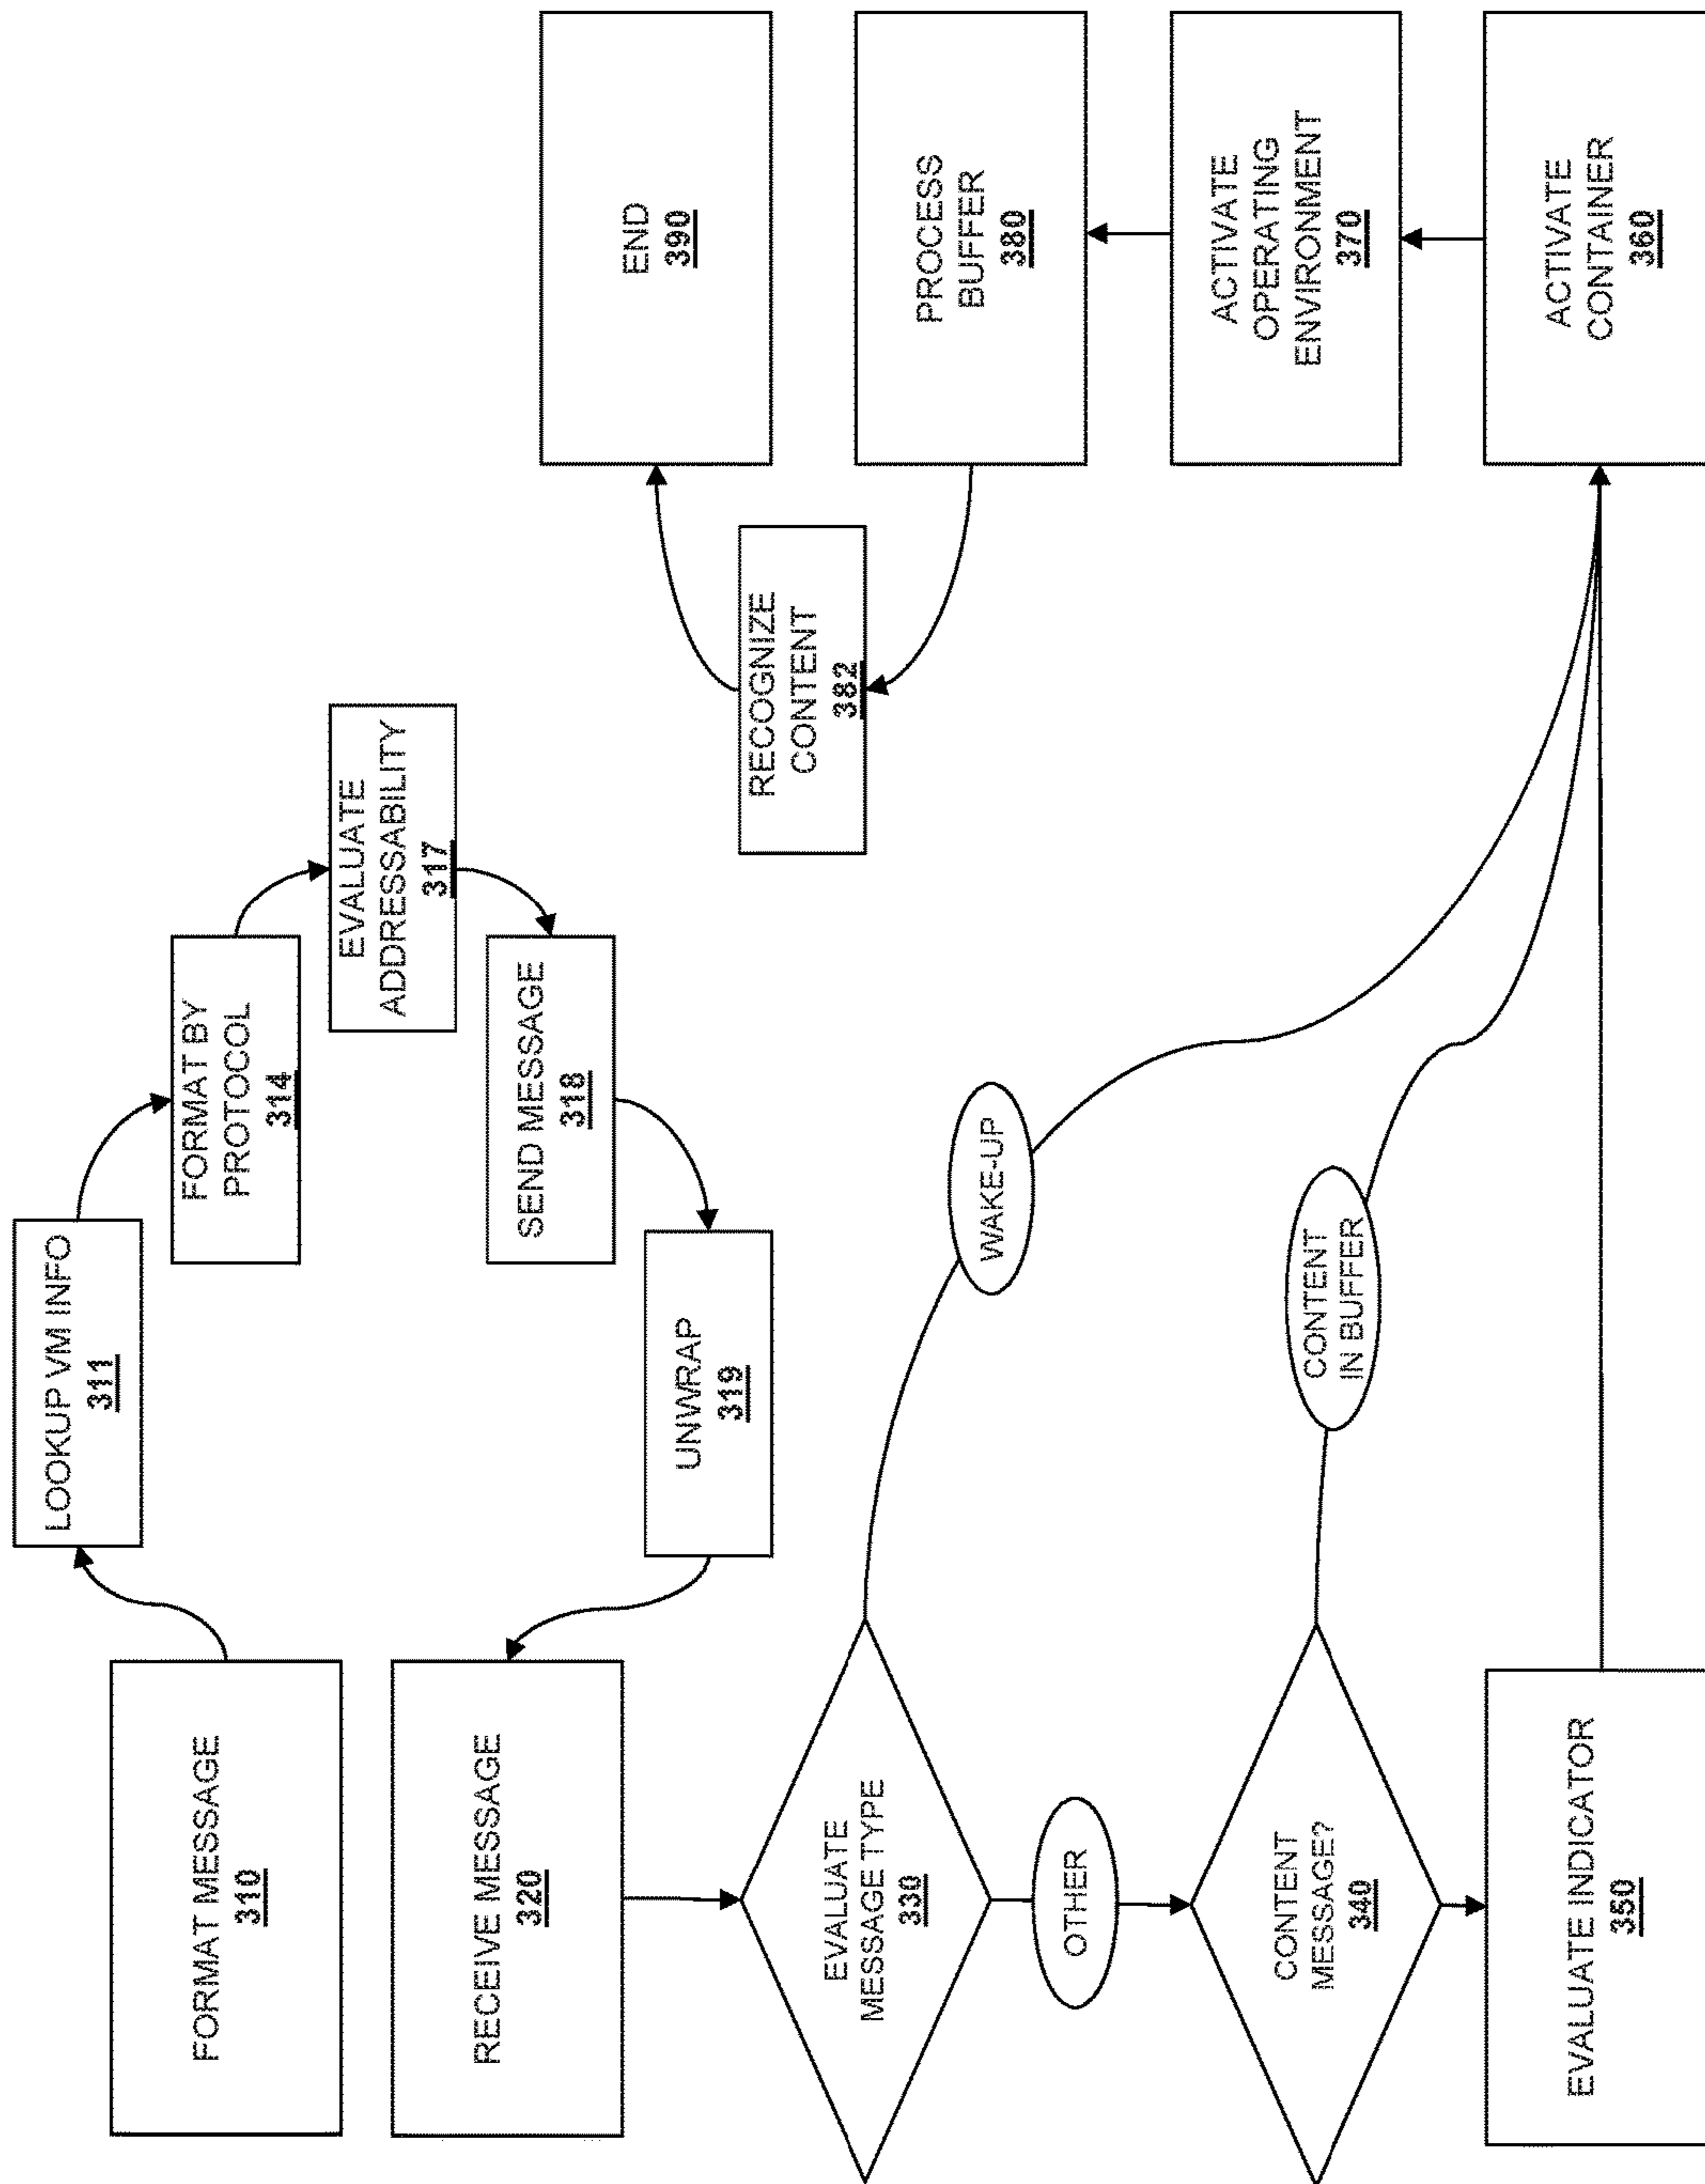 FORMAT MESSAGE
310
LOOKUP VM INFO
311
FORMAT BY
PROTOCOL
314
EVALUATE
ADDRESSABILITY
317
SEND MESSAGE
318
UNWRAP
319
RECEIVE MESSAGE
320
EVALUATE
MESSAGE TYPE
330
WAKE-UP
OTHER
CONTENT
MESSAGE?
340
CONTENT
IN BUFFER
EVALUATE INDICATOR
350
ACTIVATE
CONTAINER
360
ACTIVATE
OPERATING
ENVIRONMENT
370
PROCESS
BUFFER
380
RECOGNIZE
CONTENT
382
END
390